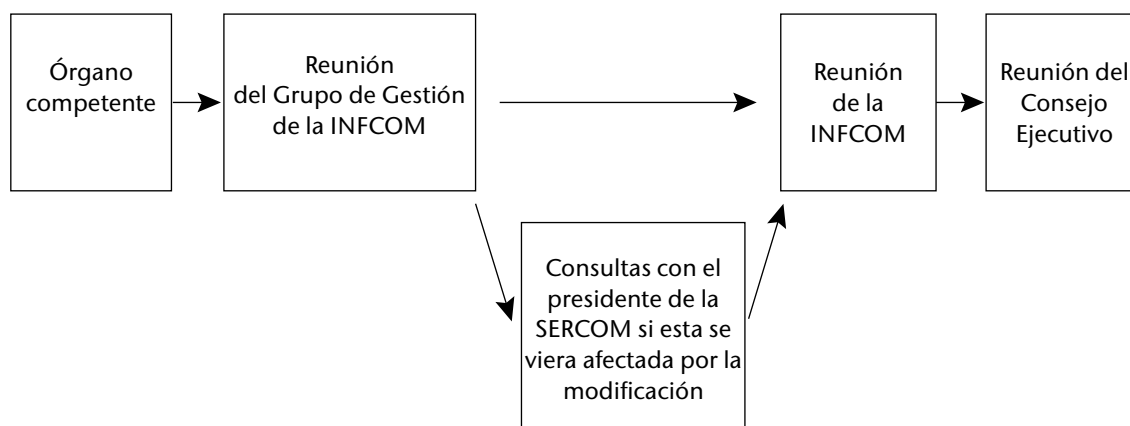 Órgano
competente
Reunión
del Grupo de Gestión
de la INFCOM
Reunión
de la
INFCOM
Reunión del
Consejo
Ejecutivo
Consultas con el
presidente de la
SERCOM si esta se
viera afectada por la
modificación